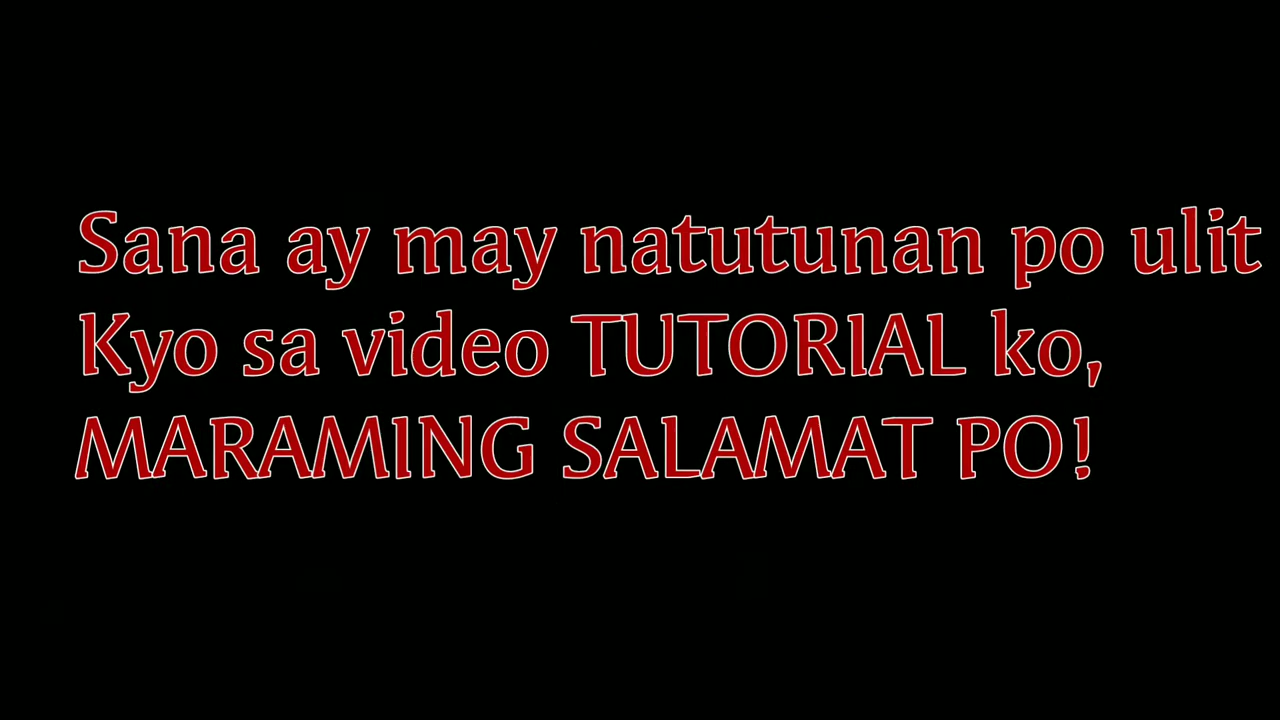 Sana ay may natutunan po ulit
Kyo sa video TUTORIAL ko,
MARAMING SALAMAT PO!